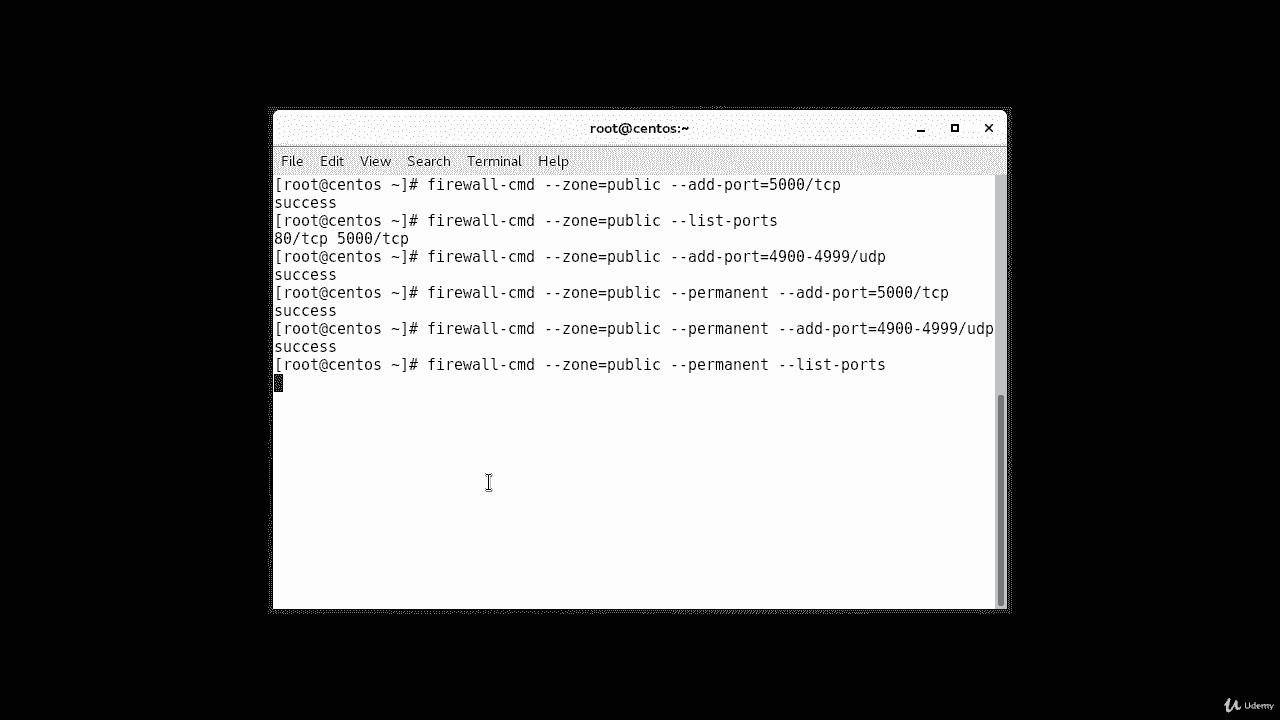 root@centos:~
File Edit View Search Terminal Help
[root@centos ~]# firewall-cmd --zone=public --add-port=5000/tcp
success
[root@centos ~]# firewall-cmd --zone=public --list-ports
80/tcp 5000/tcp
[root@centos ~]# firewall-cmd --zone=public --add-port=4900-4999/udp
success
[root@centos ~]# firewall-cmd --zone=public --permanent --add-port=5000/tcp
success
[root@centos ~]# firewall-cmd --zone=public --permanent --add-port=4900-4999/udp
success
[root@centos ~]# firewall-cmd --zone=public --permanent --list-ports
Udemy